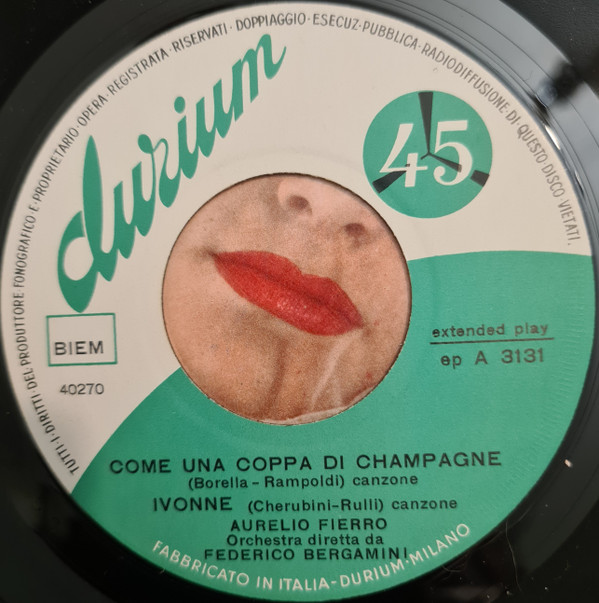 TUTTI·I·DIRITTI·DEL PRODUTTORE FONOGRAFICO·E·PROPRIETARIO·OPERA·REGISTRATA·RISERVATI·DOPPIAGGIO·ESECUZ·PUBBLICA·RADIODIFFUSIONE·DI QUESTO DISCO VIETATI.
durium
45
BIEM
40270
extended play
ep A 3131
COME UNA COPPA DI CHAMPAGNE
(Borella-Rampoldi) canzone
IVONNE (Cherubini-Rulli) canzone
AURELIO FIERRO
Orchestra diretta da
FEDERICO BERGAMINI
FABBRICATO IN ITALIA-DURIUM-MILANO